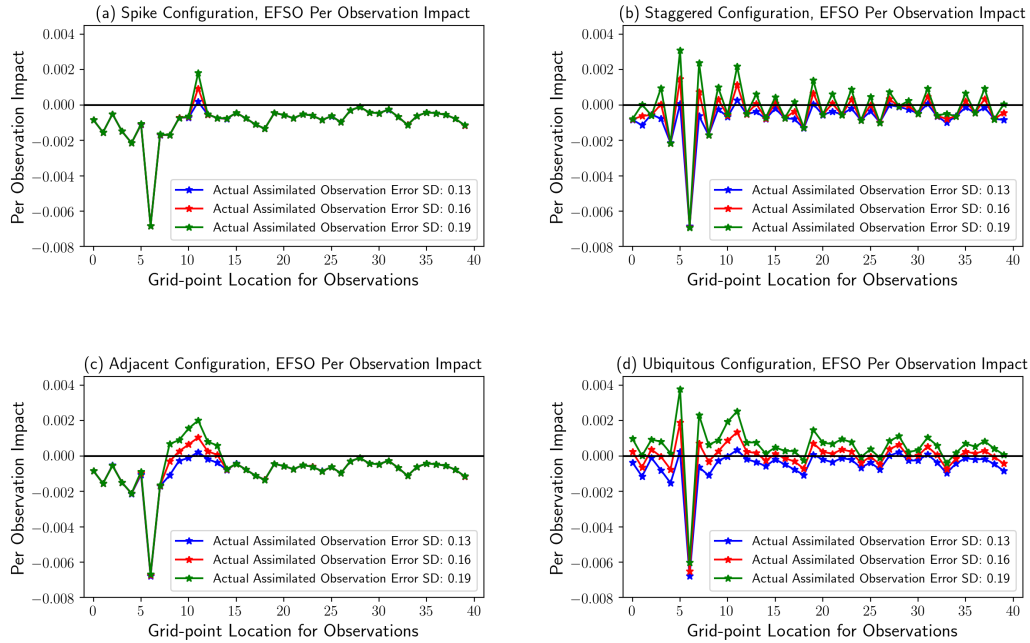 (a) Spike Configuration, EFSO Per Observation Impact
Per Observation Impact
0.004
0.002
0.000
−0.002
−0.004
−0.006
−0.008
Actual Assimilated Observation Error SD: 0.13
Actual Assimilated Observation Error SD: 0.16
Actual Assimilated Observation Error SD: 0.19
0 5 10 15 20 25 30 35 40
Grid-point Location for Observations
(b) Staggered Configuration, EFSO Per Observation Impact
Per Observation Impact
0.004
0.002
0.000
−0.002
−0.004
−0.006
−0.008
Actual Assimilated Observation Error SD: 0.13
Actual Assimilated Observation Error SD: 0.16
Actual Assimilated Observation Error SD: 0.19
0 5 10 15 20 25 30 35 40
Grid-point Location for Observations
(c) Adjacent Configuration, EFSO Per Observation Impact
Per Observation Impact
0.004
0.002
0.000
−0.002
−0.004
−0.006
−0.008
Actual Assimilated Observation Error SD: 0.13
Actual Assimilated Observation Error SD: 0.16
Actual Assimilated Observation Error SD: 0.19
0 5 10 15 20 25 30 35 40
Grid-point Location for Observations
(d) Ubiquitous Configuration, EFSO Per Observation Impact
Per Observation Impact
0.004
0.002
0.000
−0.002
−0.004
−0.006
−0.008
Actual Assimilated Observation Error SD: 0.13
Actual Assimilated Observation Error SD: 0.16
Actual Assimilated Observation Error SD: 0.19
0 5 10 15 20 25 30 35 40
Grid-point Location for Observations